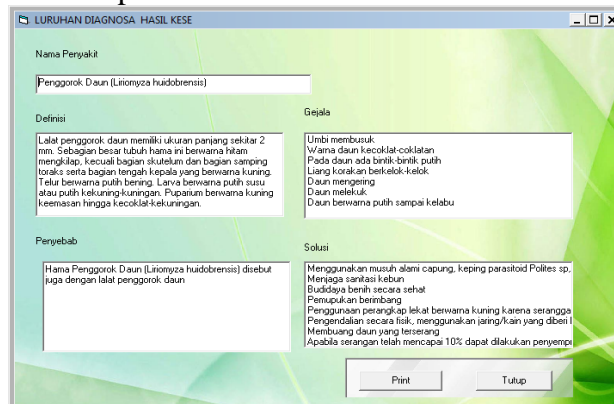 LURUHAN DIAGNOSA HASIL KESE
Nama Penyakit
Penggorok Daun (Liriomyza huidobrensis)
Definisi
Lalat penggorok daun memiliki ukuran panjang sekitar 2
mm. Sebagian besar tubuh hama ini berwarna hitam
mengkilap, kecuali bagian skutelum dan bagian samping
toraks serta bagian tengah kepala yang berwarna kuning.
Telur berwarna putih bening. Larva berwarna putih susu
atau putih kekuning-kuningan. Puparium berwarna kuning
keemasan hingga kecoklat-kekuningan.
Gejala
Umbi membusuk
Warna daun kecoklat-coklatan
Pada daun ada bintik-bintik putih
Liang korakan berkelok-kelok
Daun mengering
Daun melekuk
Daun berwarna putih sampai kelabu
Penyebab
Hama Penggorok Daun (Liriomyza huidobrensis) disebut
juga dengan lalat penggorok daun
Solusi
Menggunakan musuh alami capung, keping parasitoid Polites sp,
Menjaga sanitasi kebun
Budidaya benih secara sehat
Pemupukan berimbang
Penggunaan perangkap lekat berwarna kuning karena serangga
Pengendalian secara fisik, menggunakan jaring/kain yang diberi
Membuang daun yang terserang
Apabila serangan telah mencapai 10% dapat dilakukan
Print
Tutup